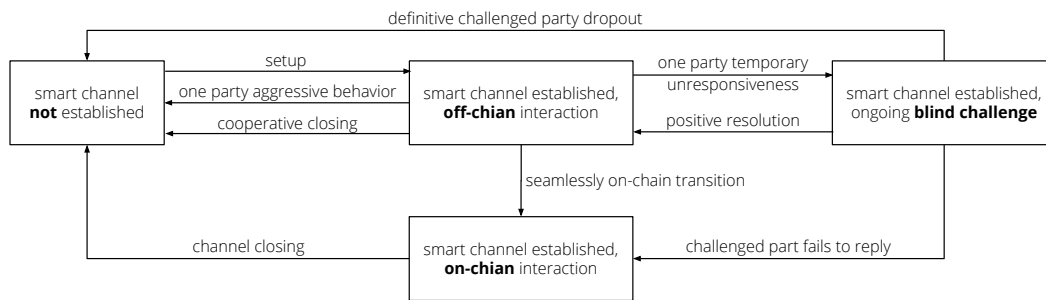 definitive challenged party dropout
smart channel
not established
setup
one party aggressive behavior
cooperative closing
smart channel established,
off-chian interaction
one party temporary
unresponsiveness
positive resolution
smart channel established,
ongoing blind challenge
seamlessly on-chain transition
channel closing
smart channel established,
on-chian interaction
challenged part fails to reply